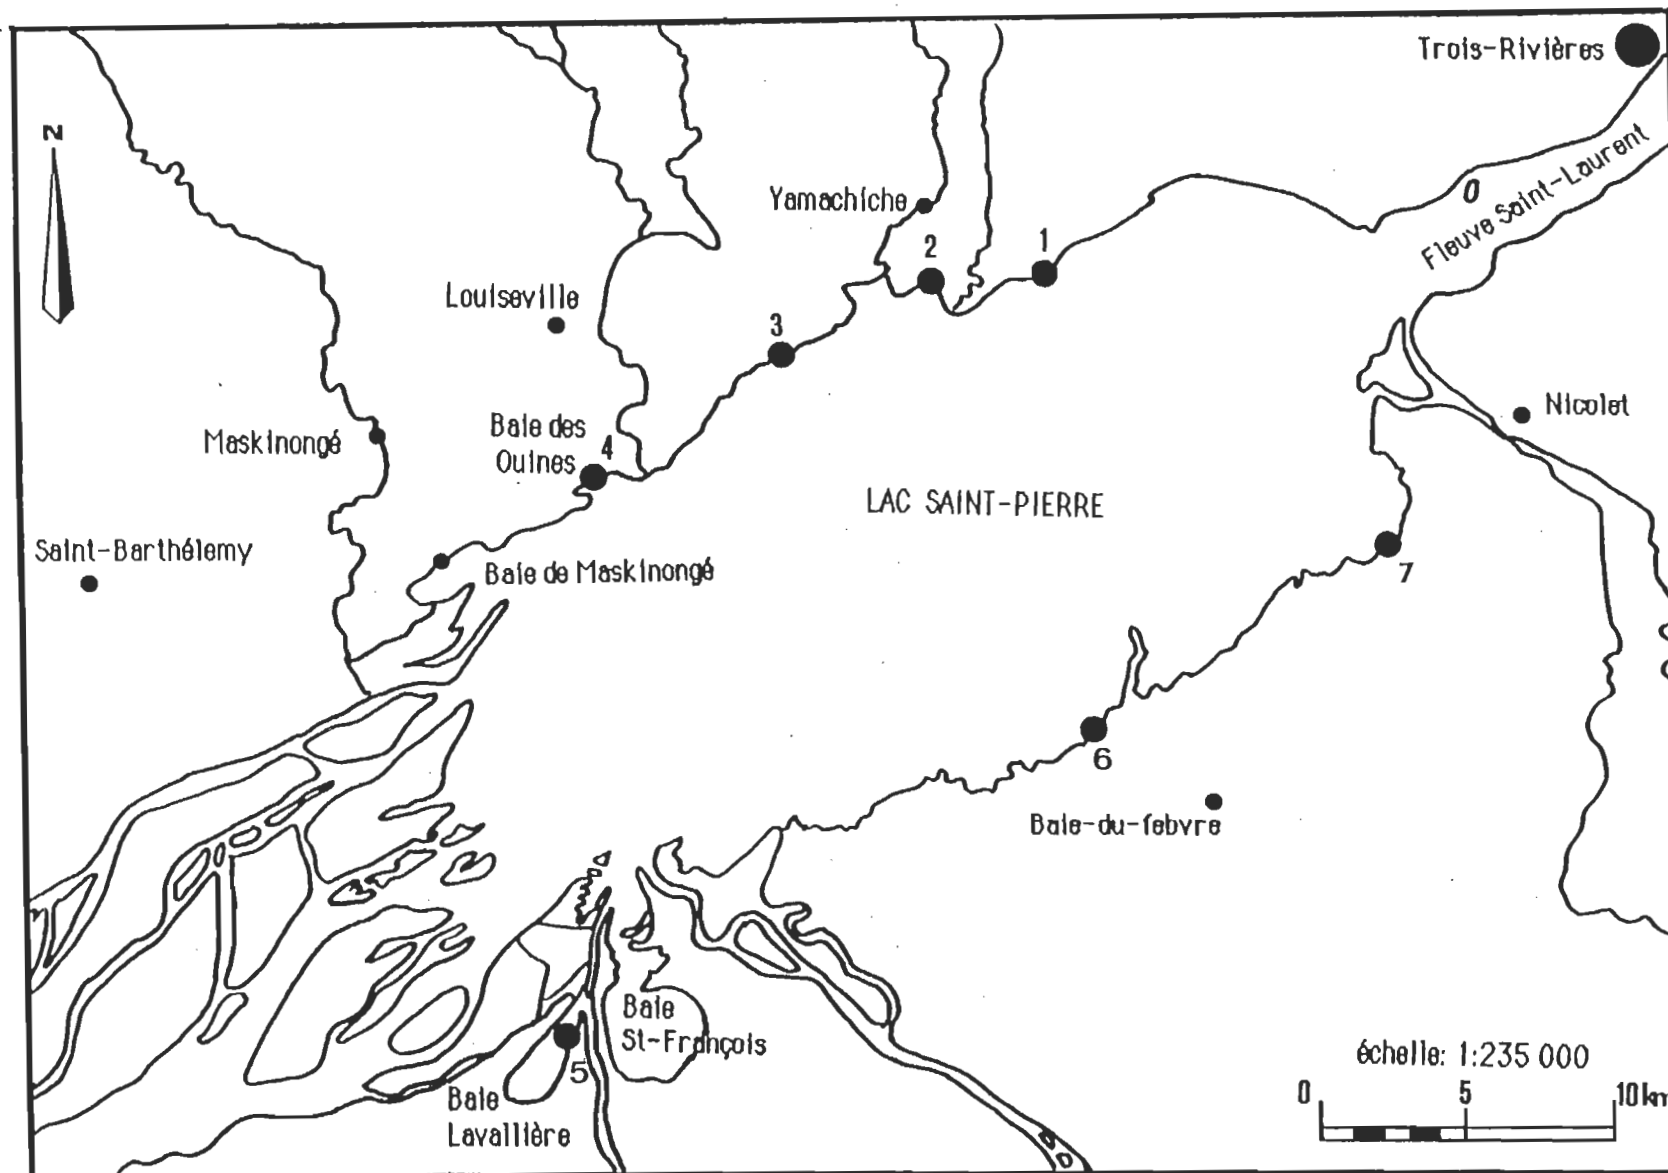 Trois-Rivières
N
Fleuve Saint-Laurent
Yamachiche
2
1
Louiseville
3
Nicolet
Maskinongé
Baie des
Ouines
4
LAC SAINT-PIERRE
Saint-Barthélemy
Baie de Maskinongé
7
6
Baie-du-febvre
Baie
St-François
5
Baie
Lavallière
échelle: 1:235 000
0 5 10 km